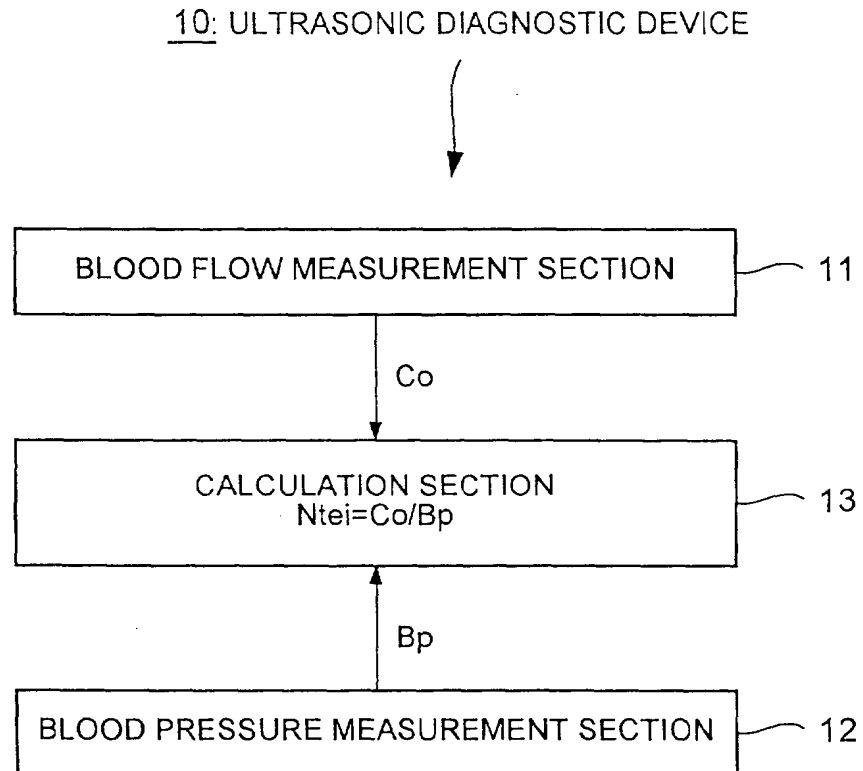 10: ULTRASONIC DIAGNOSTIC DEVICE
BLOOD FLOW MEASUREMENT SECTION
11
Co
CALCULATION SECTION
Ntei=Co/Bp
13
Bp
BLOOD PRESSURE MEASUREMENT SECTION
12